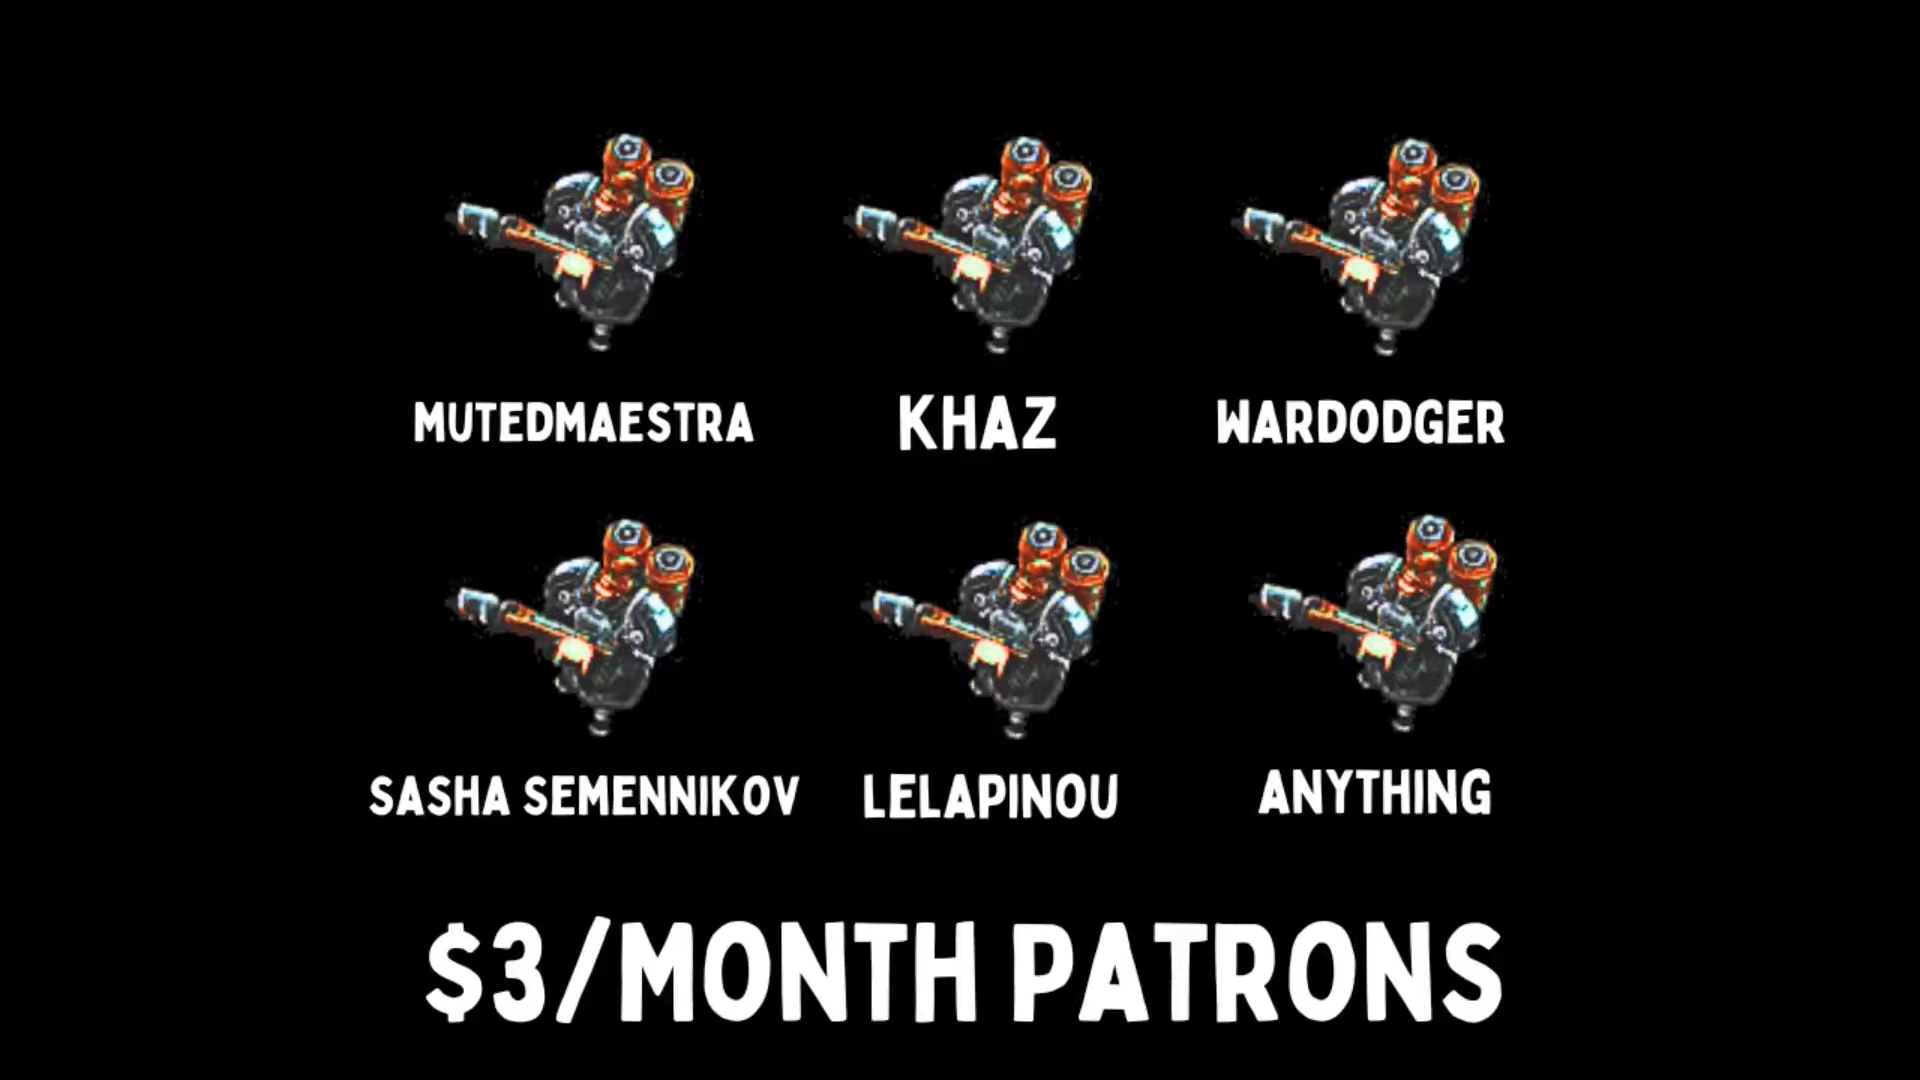 MUTEDMAESTRA
KHAZ
WARDODGER
SASHA SEMENNIKOV
LELAPINOU
ANYTHING
$3/MONTH PATRONS